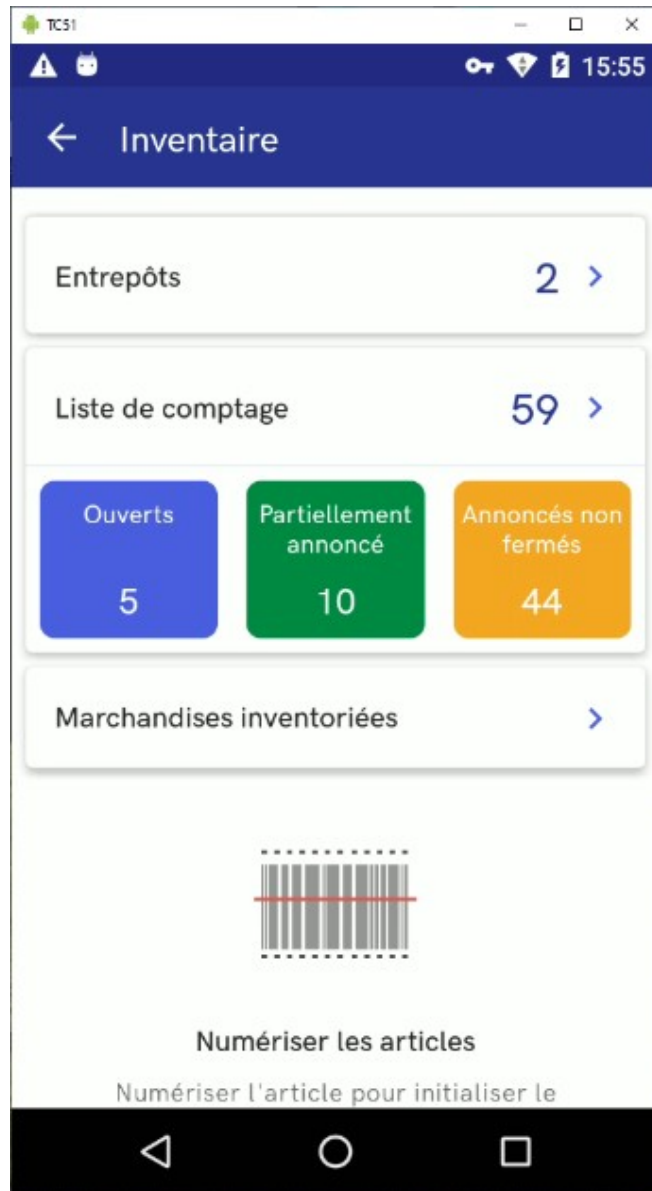 TC51
15:55
Inventaire
Entrepôts 2
Liste de comptage 59
Ouverts
5
Partiellement
annoncé
10
Annoncés non
fermés
44
Marchandises inventoriées
Numériser les articles
Numériser l'article pour initialiser le